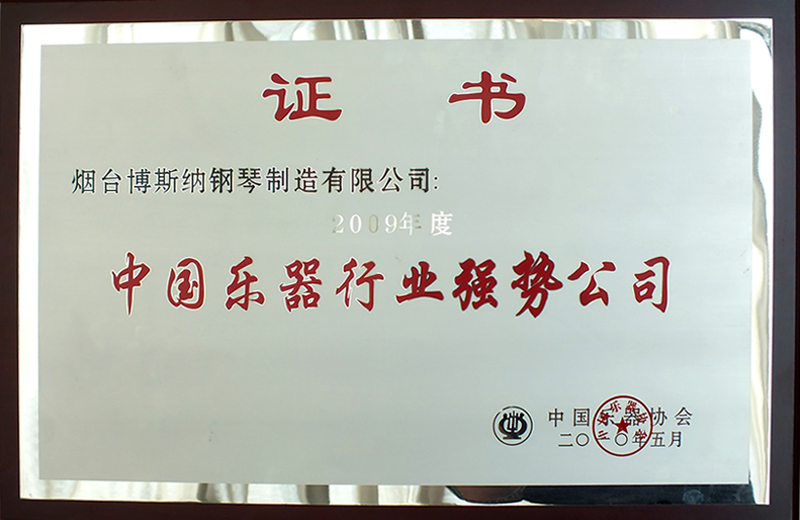 证 书
烟台博斯纳钢琴制造有限公司:
2009年度
中国乐器行业强势公司
中国乐器协会
二〇一〇年五月